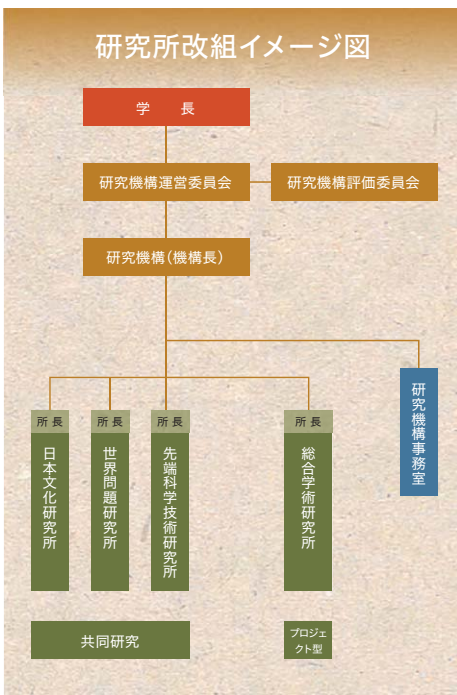 研究所改組イメージ図
学　長
研究機構運営委員会
研究機構評価委員会
研究機構(機構長)
研究機構事務室
所長
日本文化研究所
所長
世界問題研究所
所長
先端科学技術研究所
所長
総合学術研究所
共同研究
プロジェ
クト型